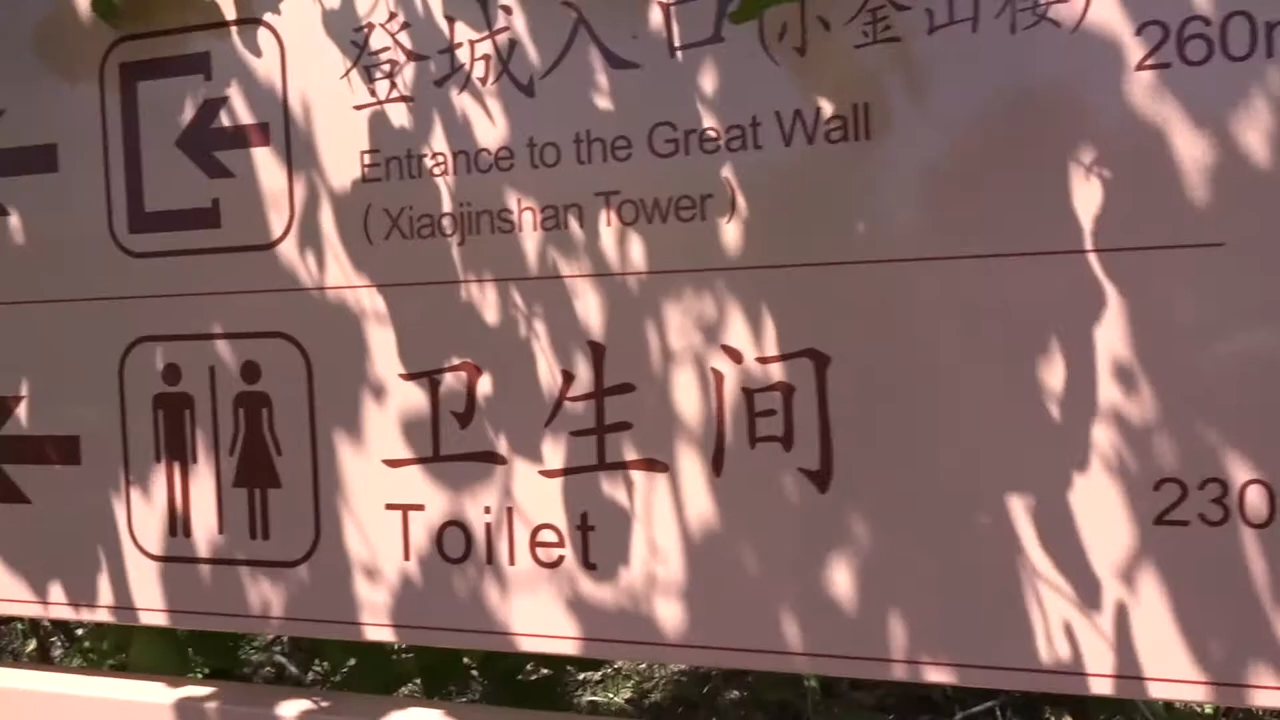 登城入口(小金山楼) 260m
Entrance to the Great Wall
(Xiaojinshan Tower)
卫生间
Toilet
230